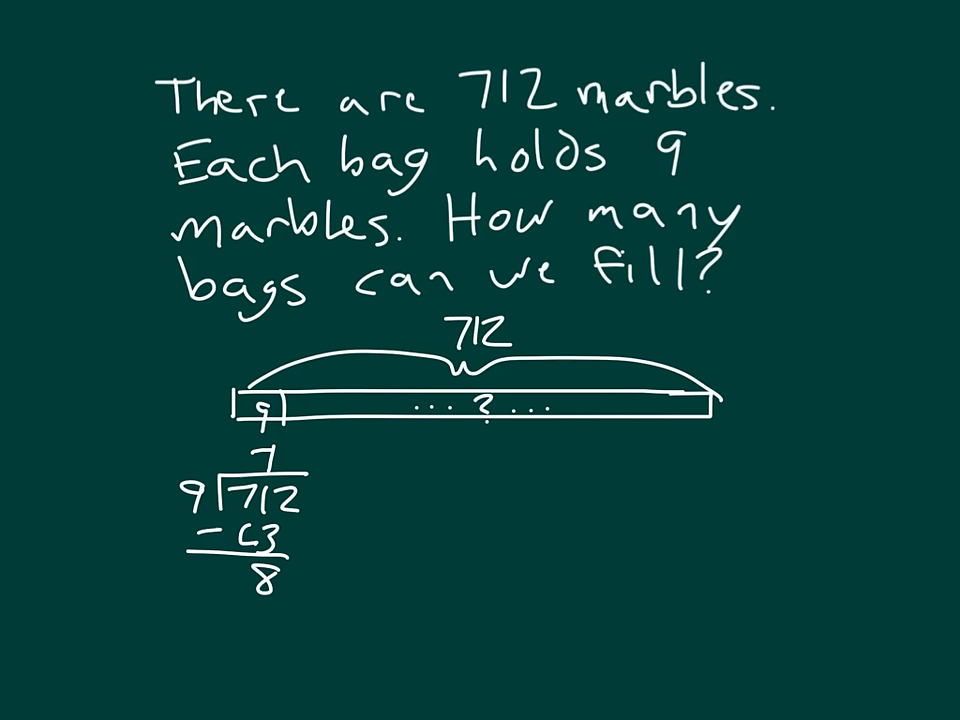 There are 712 marbles.
Each bag holds 9
marbles. How many
bags can we fill?
712
9 ... ? ...
7
9 712
- 63
8